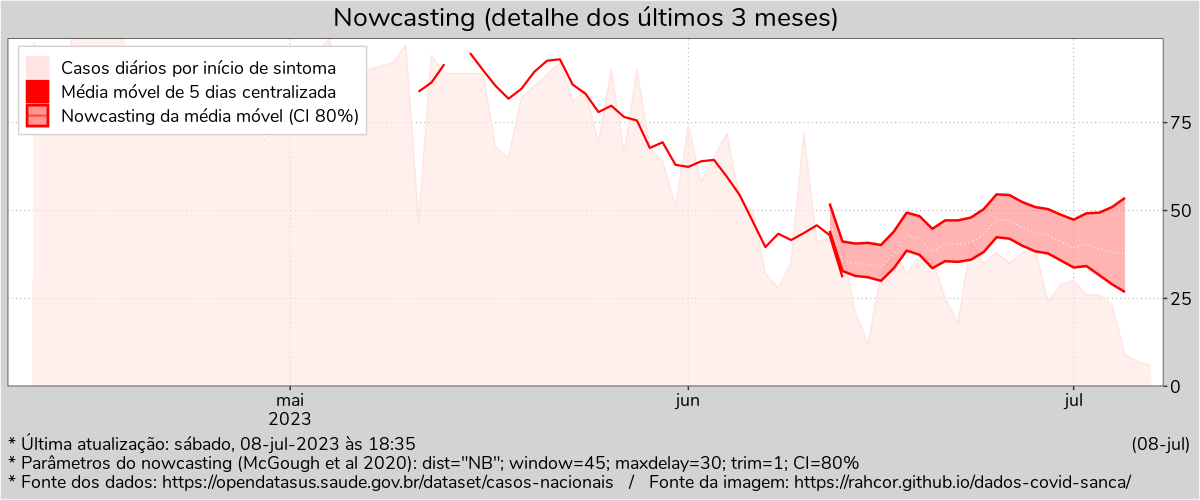 Nowcasting (detalhe dos últimos 3 meses)
Casos diários por início de sintoma
Média móvel de 5 dias centralizada
Nowcasting da média móvel (CI 80%)
75
50
25
0
mai
2023
jun
jul
* Última atualização: sábado, 08-jul-2023 às 18:35
(08-jul)
* Parâmetros do nowcasting (McGough et al 2020): dist="NB"; window=45; maxdelay=30; trim=1; CI=80%
* Fonte dos dados: https://opendatasus.saude.gov.br/dataset/casos-nacionais / Fonte da imagem: https://rahcor.github.io/dados-covid-sanca/